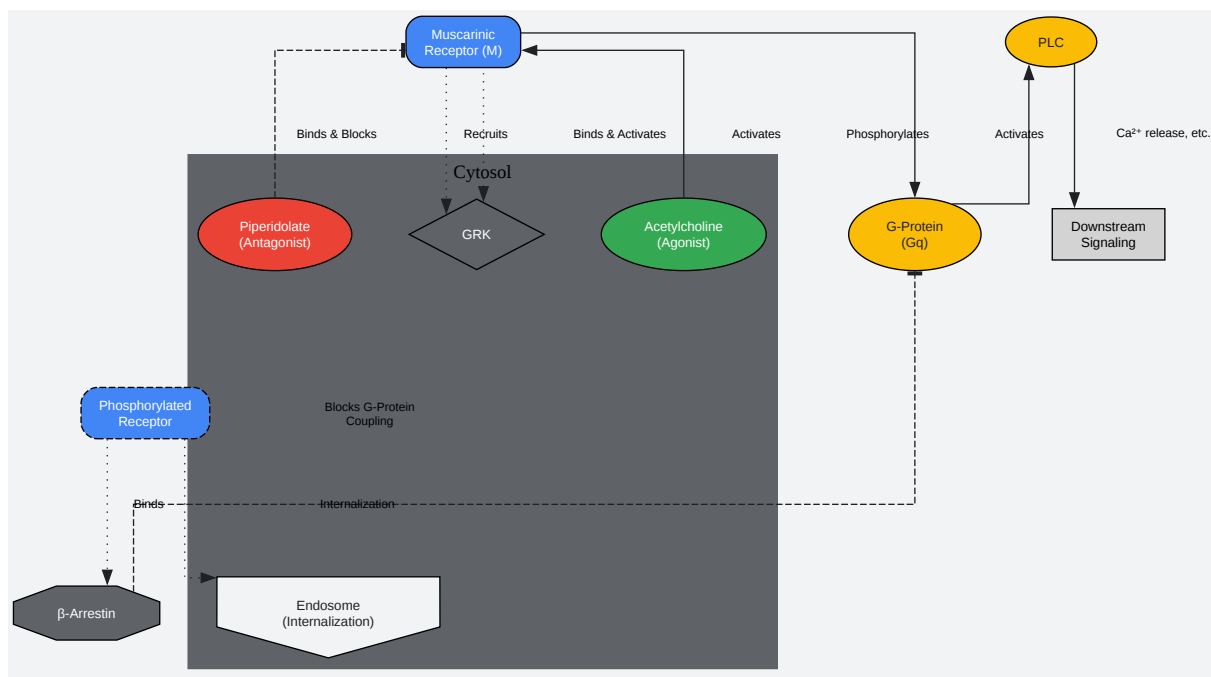 Muscarinic
Receptor (M)
PLC
Binds & Blocks
Recruits
Binds & Activates
Activates
Phosphorylates
Activates
Ca²⁺ release, etc.
Cytosol
Piperidolate
(Antagonist)
GRK
Acetylcholine
(Agonist)
G-Protein
(Gq)
Downstream
Signaling
Phosphorylated
Receptor
Blocks G-Protein
Coupling
Binds
Internalization
β-Arrestin
Endosome
(Internalization)